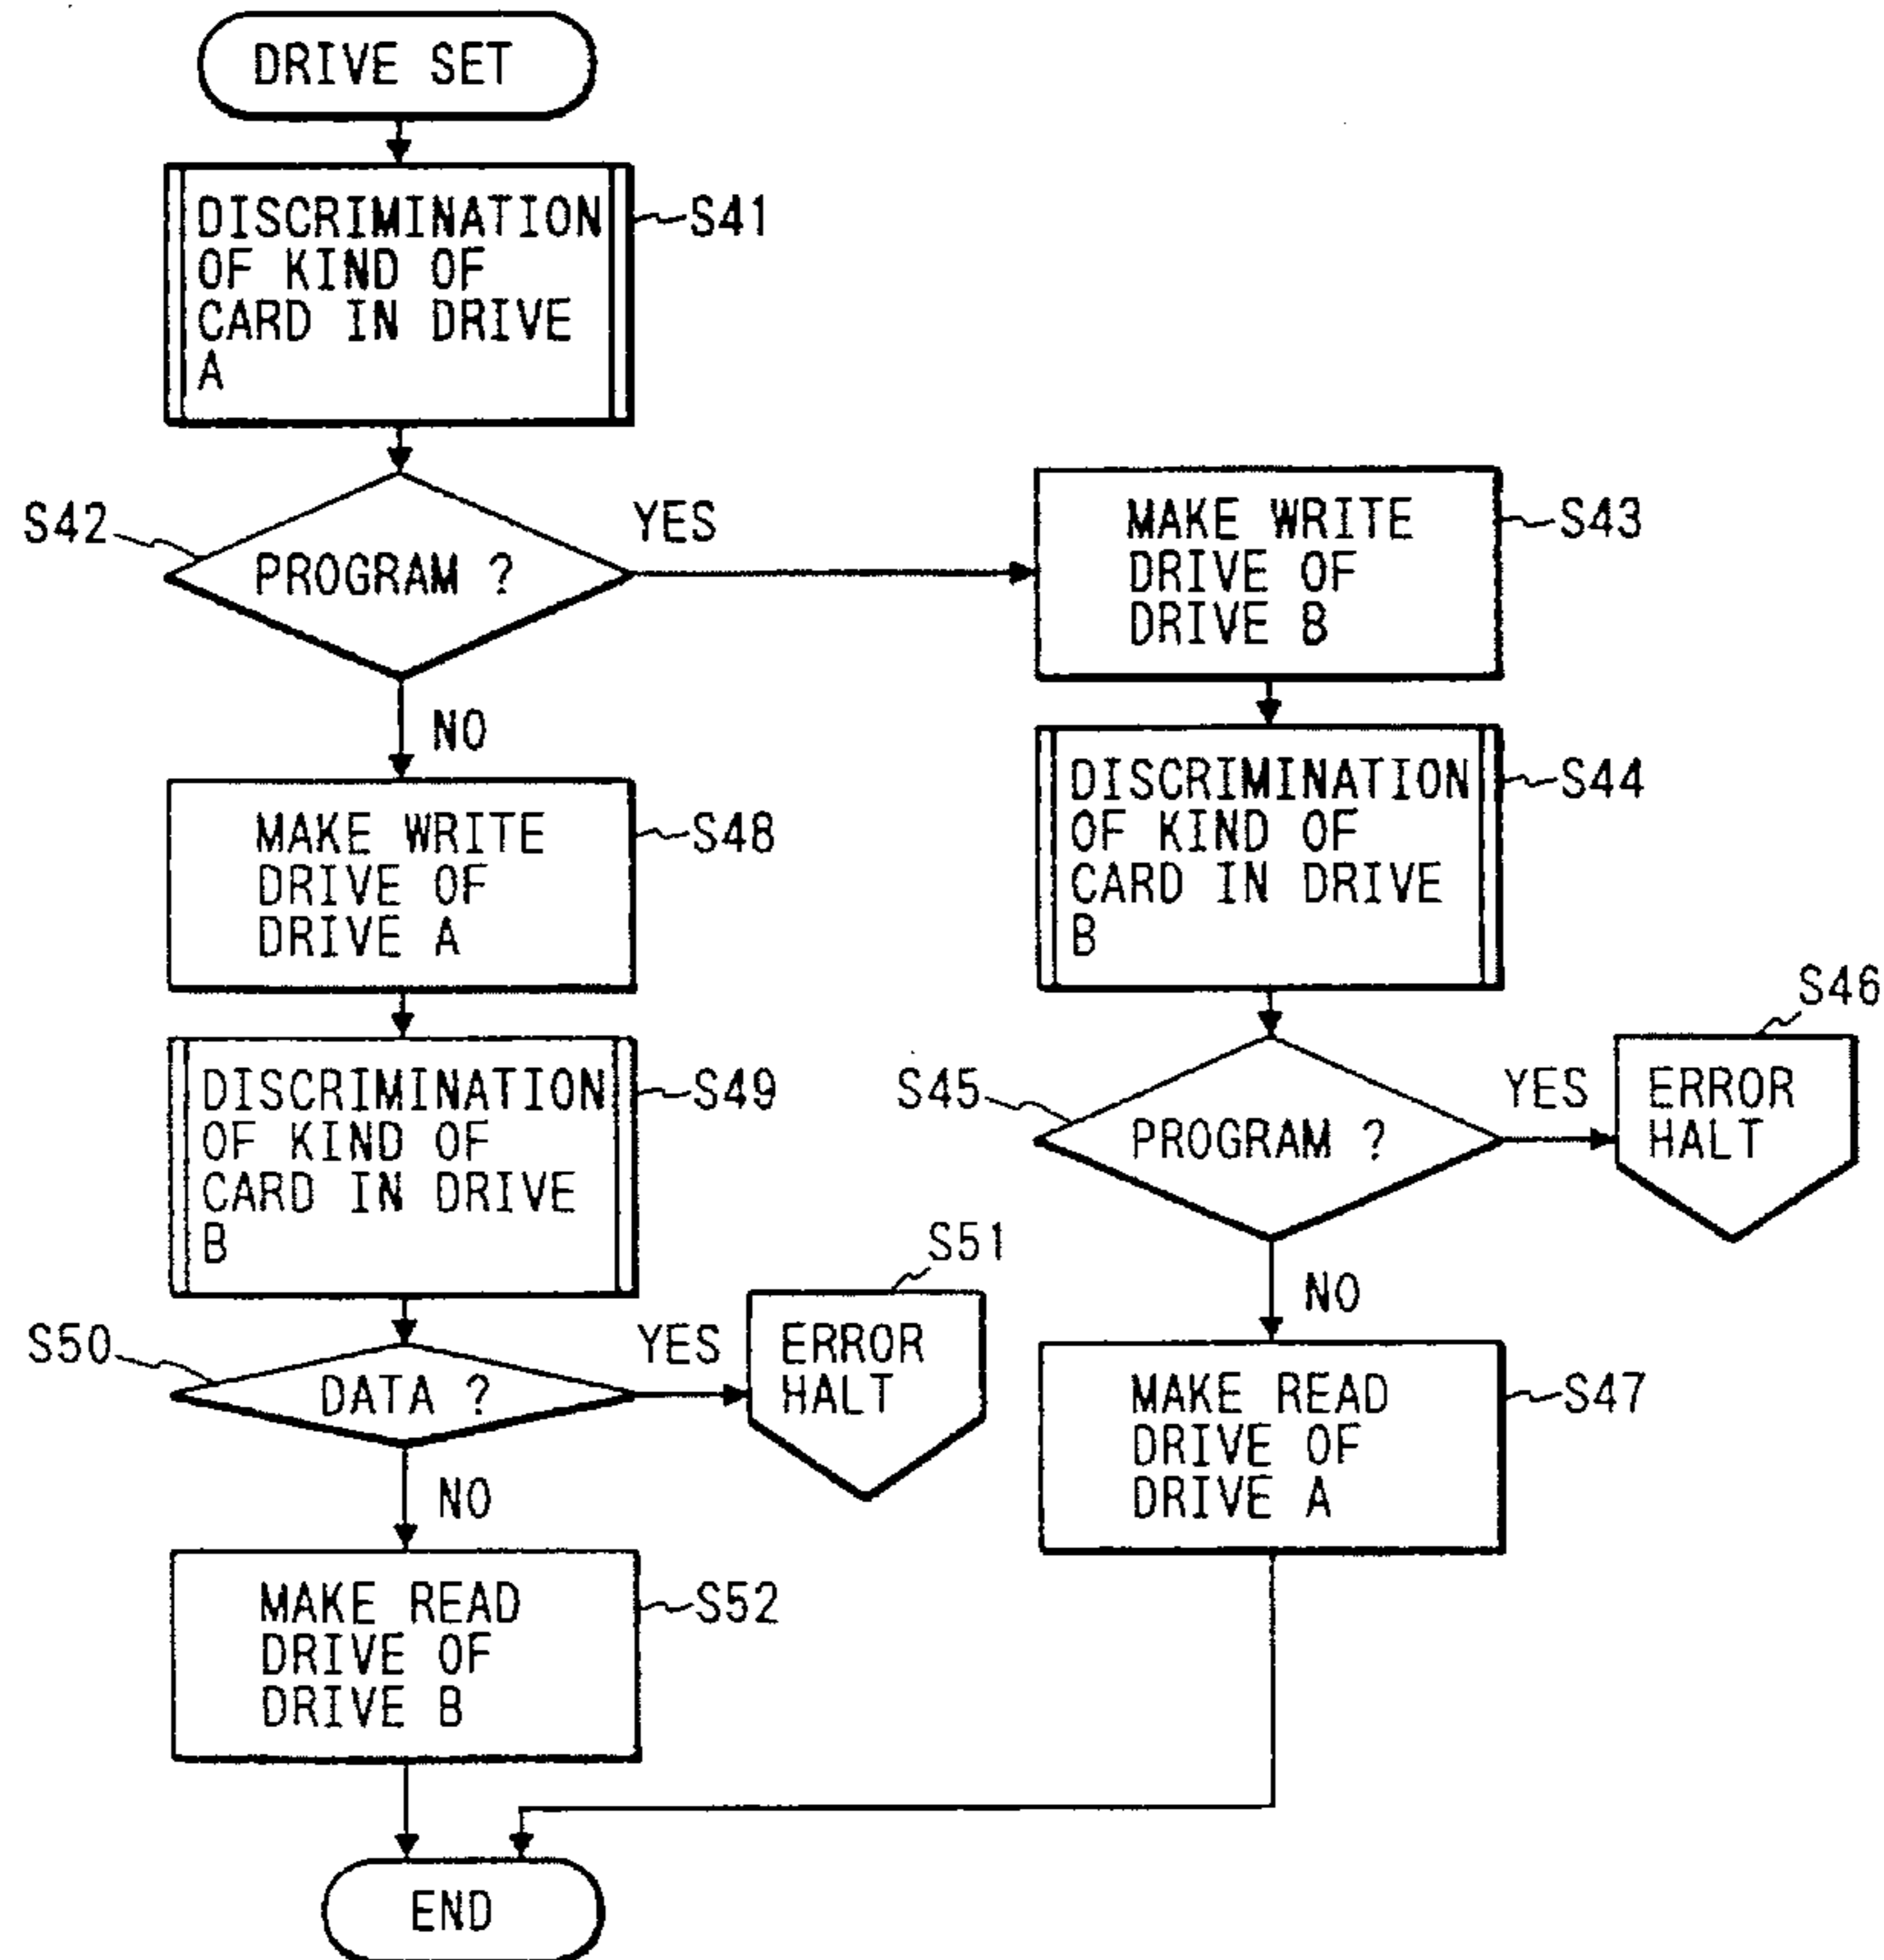 DRIVE SET
DISCRIMINATION
OF KIND OF
CARD IN DRIVE
A
S41
S42
PROGRAM ?
YES
NO
MAKE WRITE
DRIVE OF
DRIVE B
S43
DISCRIMINATION
OF KIND OF
CARD IN DRIVE
B
S44
S45
PROGRAM ?
YES
NO
S46
ERROR
HALT
MAKE READ
DRIVE OF
DRIVE A
S47
MAKE WRITE
DRIVE OF
DRIVE A
S48
DISCRIMINATION
OF KIND OF
CARD IN DRIVE
B
S49
S50
DATA ?
YES
NO
S51
ERROR
HALT
MAKE READ
DRIVE OF
DRIVE B
S52
END